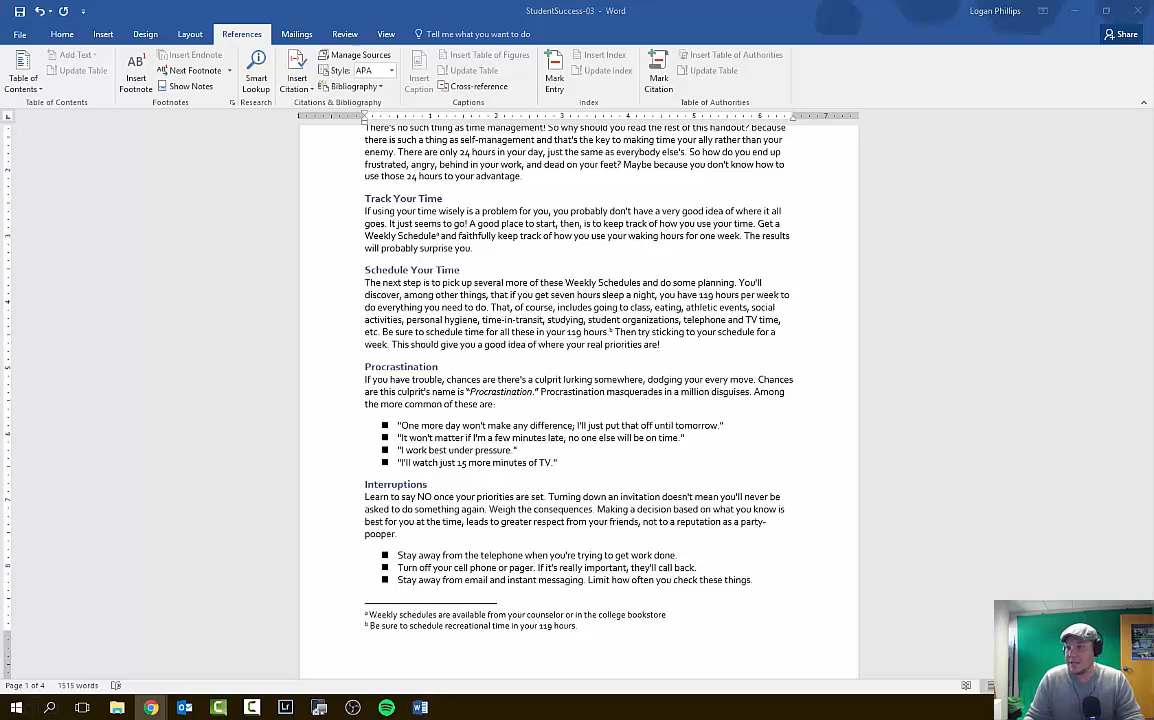 StudentSuccess-03 - Word
Logan Phillips
File Home Insert Design Layout References Mailings Review View Tell me what you want to do Share
Table of Contents
Add Text
Update Table
Table of Contents
AB¹ Insert Footnote
Insert Endnote
Next Footnote
Show Notes
Footnotes
Smart Lookup
Research
Insert Citation
Manage Sources
Style: APA
Bibliography
Citations & Bibliography
Insert Caption
Insert Table of Figures
Update Table
Cross-reference
Captions
Mark Entry
Insert Index
Update Index
Index
Mark Citation
Insert Table of Authorities
Update Table
Table of Authorities
1 1 2 3 4 5 6 7
There's no such thing as time management! So why should you read the rest of this handout? Because
there is such a thing as self-management and that's the key to making time your ally rather than your
enemy. There are only 24 hours in your day, just the same as everybody else's. So how do you end up
frustrated, angry, behind in your work, and dead on your feet? Maybe because you don't know how to
use those 24 hours to your advantage.
Track Your Time
If using your time wisely is a problem for you, you probably don't have a very good idea of where it all
goes. It just seems to go! A good place to start, then, is to keep track of how you use your time. Get a
Weekly Scheduleᵃ and faithfully keep track of how you use your waking hours for one week. The results
will probably surprise you.
Schedule Your Time
The next step is to pick up several more of these Weekly Schedules and do some planning. You'll
discover, among other things, that if you get seven hours sleep a night, you have 119 hours per week to
do everything you need to do. That, of course, includes going to class, eating, athletic events, social
activities, personal hygiene, time-in-transit, studying, student organizations, telephone and TV time,
etc. Be sure to schedule time for all these in your 119 hours.ᵇ Then try sticking to your schedule for a
week. This should give you a good idea of where your real priorities are!
Procrastination
If you have trouble, chances are there's a culprit lurking somewhere, dodging your every move. Chances
are this culprit's name is "Procrastination." Procrastination masquerades in a million disguises. Among
the more common of these are:
■ "One more day won't make any difference; I'll just put that off until tomorrow."
■ "It won't matter if I'm a few minutes late, no one else will be on time."
■ "I work best under pressure."
■ "I'll watch just 15 more minutes of TV."
Interruptions
Learn to say NO once your priorities are set. Turning down an invitation doesn't mean you'll never be
asked to do something again. Weigh the consequences. Making a decision based on what you know is
best for you at the time, leads to greater respect from your friends, not to a reputation as a party-
pooper.
■ Stay away from the telephone when you're trying to get work done.
■ Turn off your cell phone or pager. If it's really important, they'll call back.
■ Stay away from email and instant messaging. Limit how often you check these things.
ᵃ Weekly schedules are available from your counselor or in the college bookstore
ᵇ Be sure to schedule recreational time in your 119 hours.
Page 1 of 4 1515 words